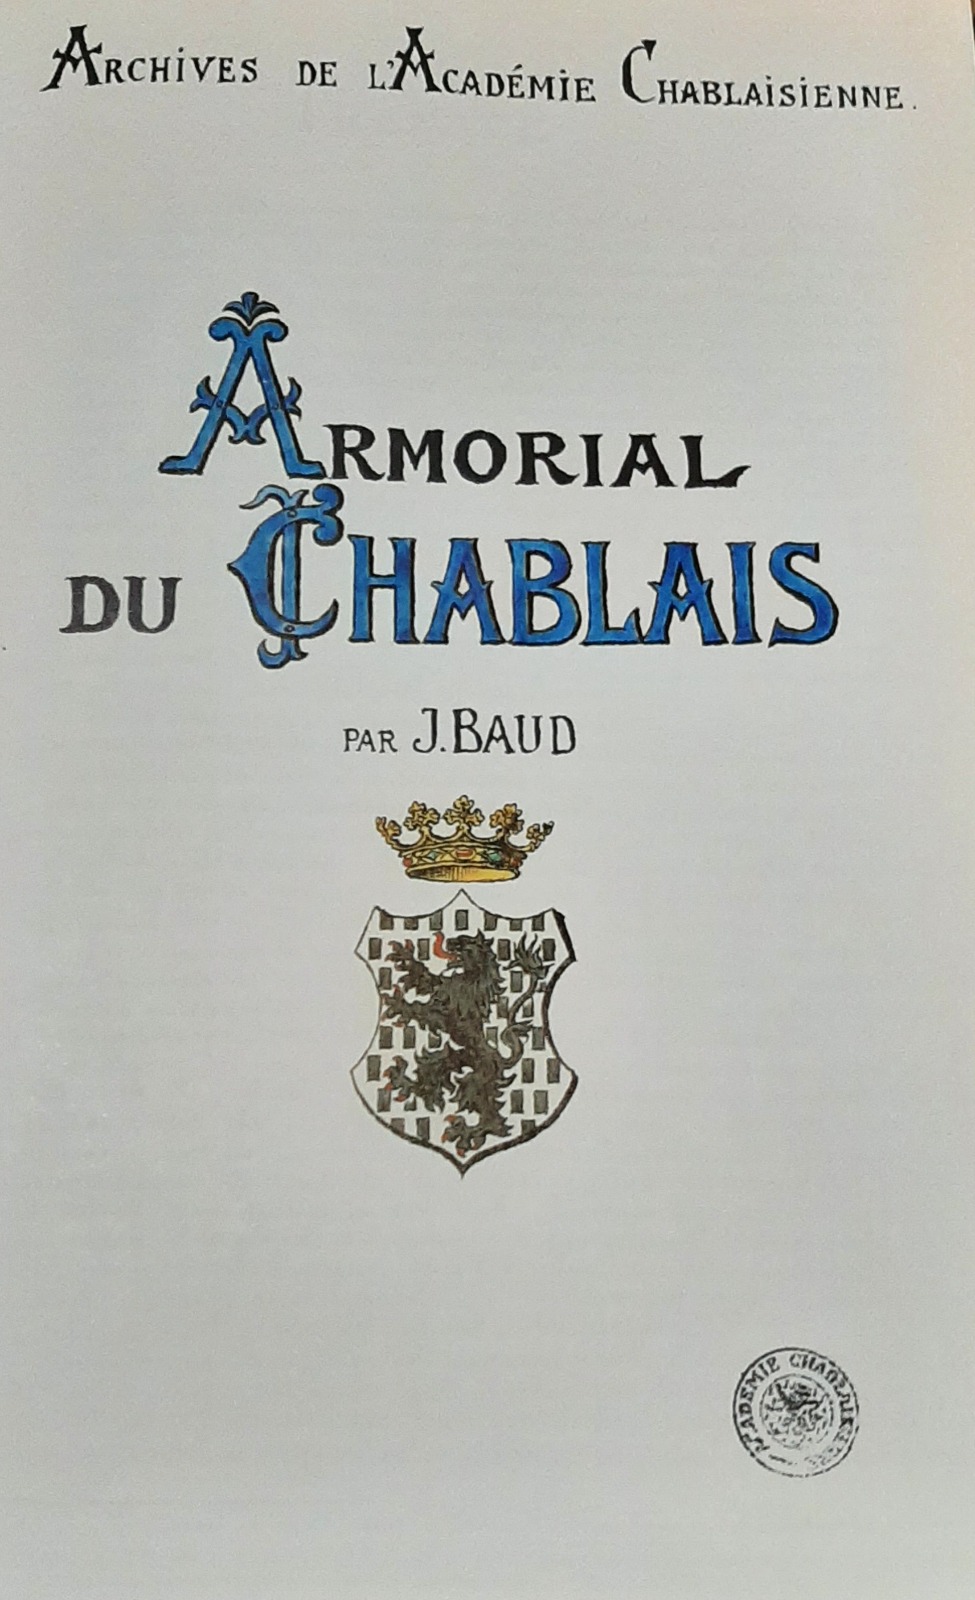 ARCHIVES DE L'ACADÉMIE CHABLAISIENNE.
ARMORIAL
DU CHABLAIS
PAR J. BAUD